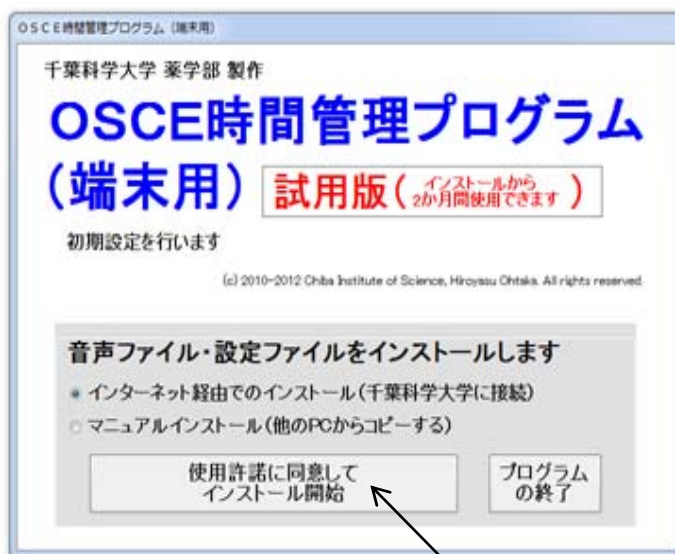 OSCE時間管理プログラム（端末用）
千葉科学大学 薬学部 製作
OSCE時間管理プログラム
（端末用）
試用版（インストールから
2か月間使用できます）
初期設定を行います
(c) 2010-2012 Chiba Institute of Science, Hiroyasu Ohtaka. All rights reserved.
音声ファイル・設定ファイルをインストールします
インターネット経由でのインストール（千葉科学大学に接続）
マニュアルインストール（他のPCからコピーする）
使用許諾に同意して
インストール開始
プログラム
の終了